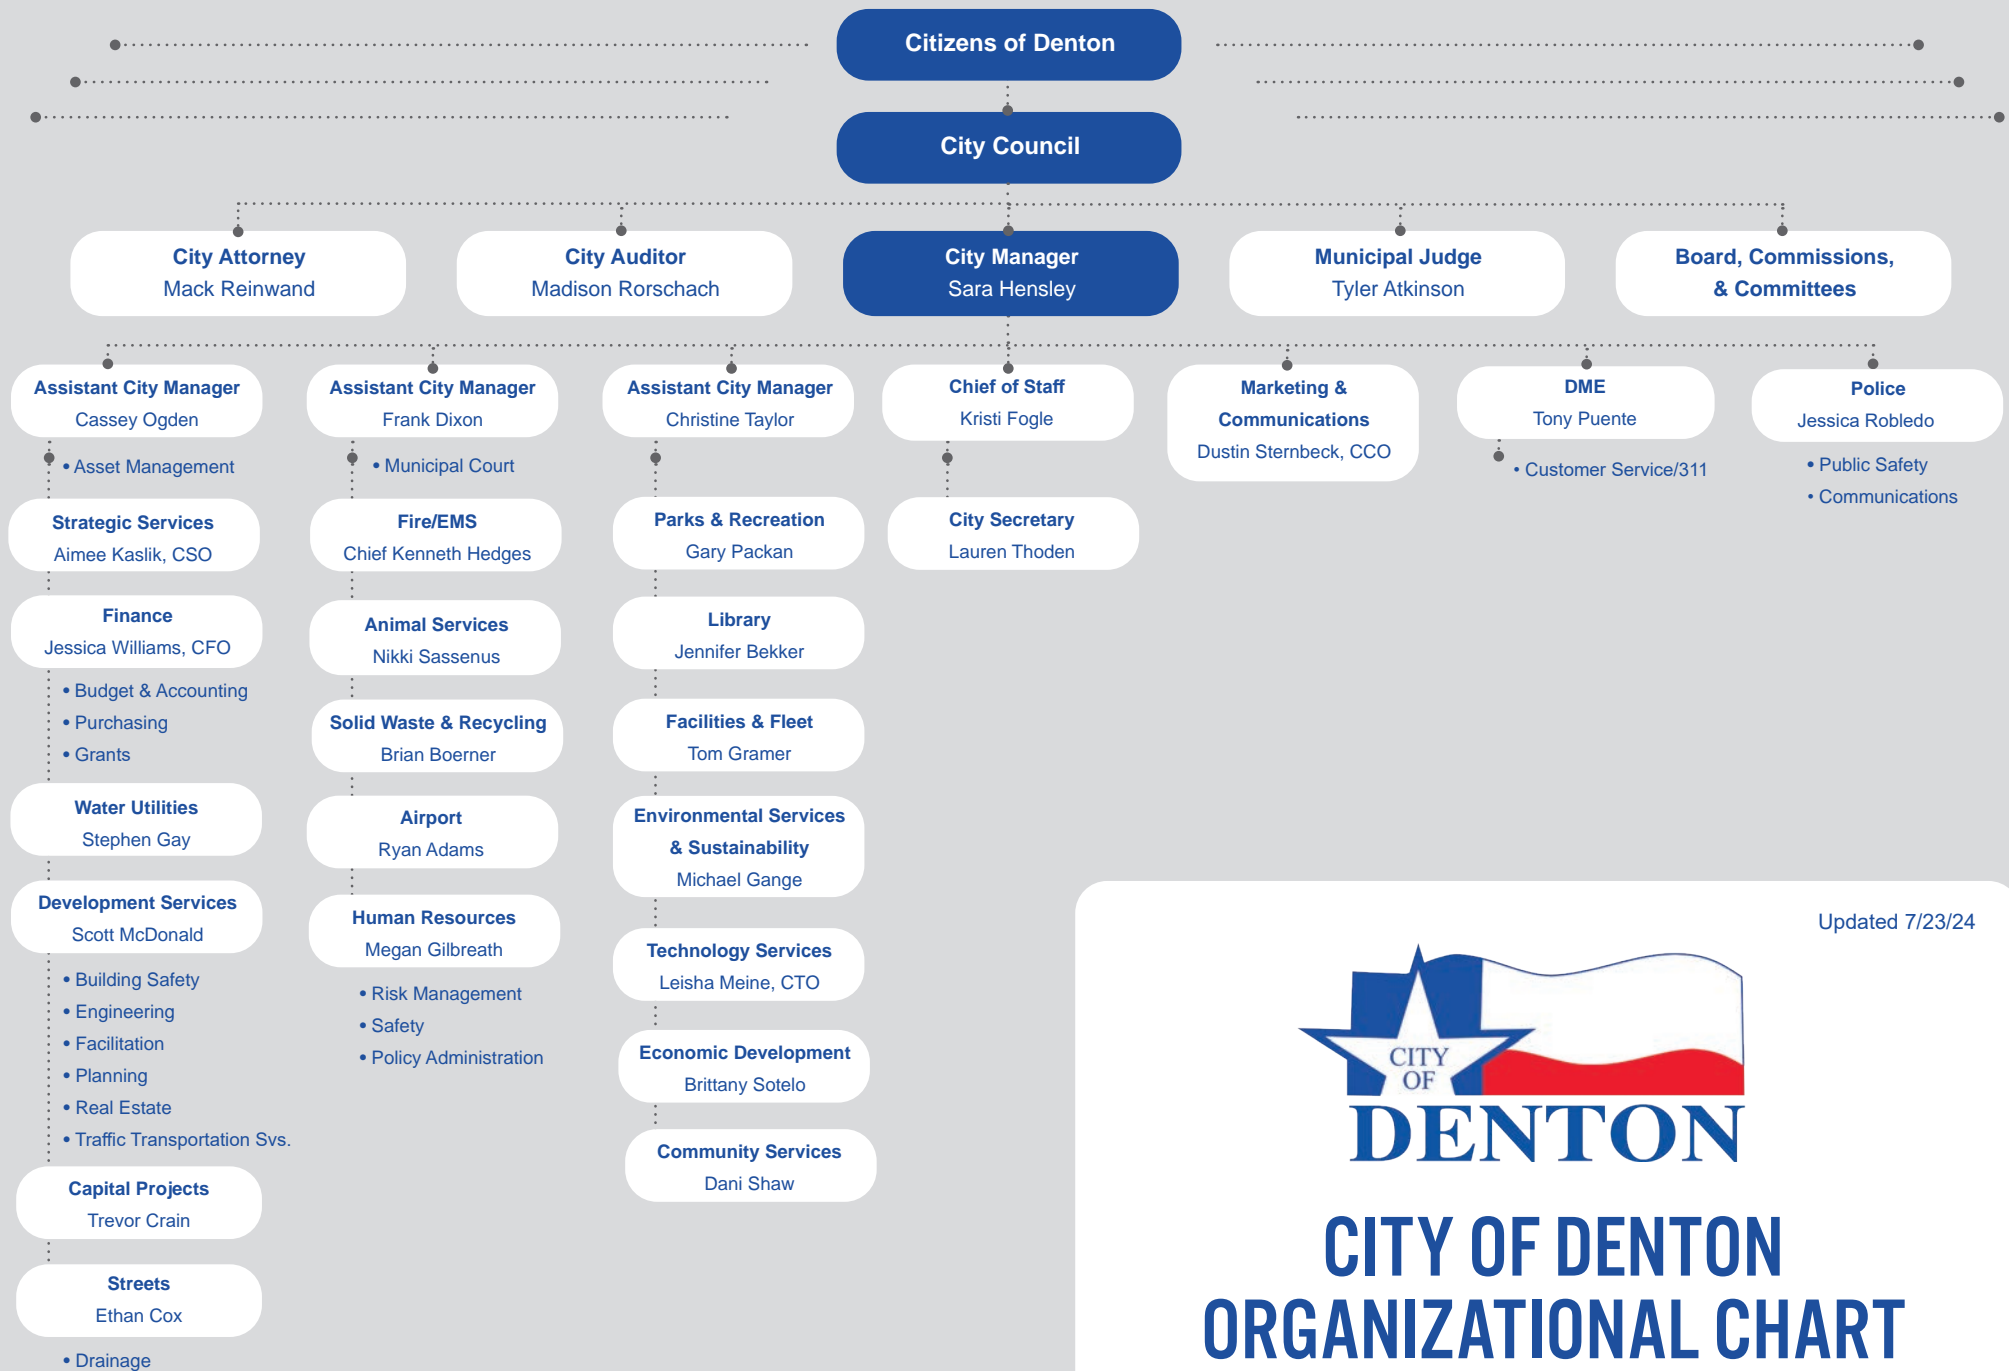 Citizens of Denton
City Council
City Attorney
Mack Reinwand
City Auditor
Madison Rorschach
City Manager
Sara Hensley
Municipal Judge
Tyler Atkinson
Board, Commissions,
& Committees
Assistant City Manager
Cassey Ogden
• Asset Management
Strategic Services
Aimee Kaslik, CSO
Finance
Jessica Williams, CFO
• Budget & Accounting
• Purchasing
• Grants
Water Utilities
Stephen Gay
Development Services
Scott McDonald
• Building Safety
• Engineering
• Facilitation
• Planning
• Real Estate
• Traffic Transportation Svs.
Capital Projects
Trevor Crain
Streets
Ethan Cox
• Drainage
Assistant City Manager
Frank Dixon
• Municipal Court
Fire/EMS
Chief Kenneth Hedges
Animal Services
Nikki Sassenus
Solid Waste & Recycling
Brian Boerner
Airport
Ryan Adams
Human Resources
Megan Gilbreath
• Risk Management
• Safety
• Policy Administration
Assistant City Manager
Christine Taylor
Parks & Recreation
Gary Packan
Library
Jennifer Bekker
Facilities & Fleet
Tom Gramer
Environmental Services
& Sustainability
Michael Gange
Technology Services
Leisha Meine, CTO
Economic Development
Brittany Sotelo
Community Services
Dani Shaw
Chief of Staff
Kristi Fogle
City Secretary
Lauren Thoden
Marketing &
Communications
Dustin Sternbeck, CCO
DME
Tony Puente
• Customer Service/311
Police
Jessica Robledo
• Public Safety
• Communications
Updated 7/23/24
CITY
OF
DENTON
CITY OF DENTON
ORGANIZATIONAL CHART